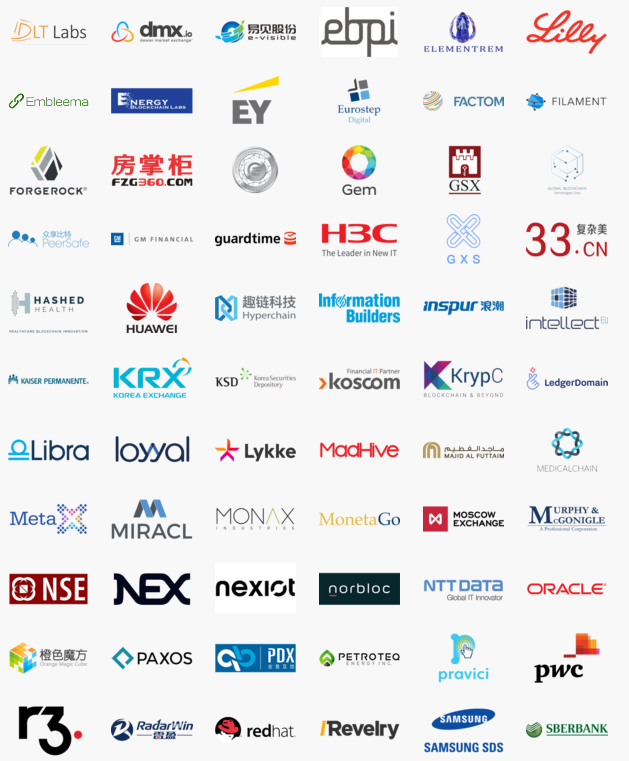 DLT Labs
dmx.io
dealer market exchange
易见股份
e-visible
ebpi
ELEMENTREM
Lilly
Embleema
ENERGY
BLOCKCHAIN LABS
EY
Eurostep
Digital
FACTOM
FILAMENT
FORGEROCK®
房掌柜
FZG360.COM
Gem
GSX
GLOBAL BLOCKCHAIN
众享比特
PeerSafe
GM
GM FINANCIAL
guardtime
H3C
The Leader in New IT
GXS
33.CN
复杂美
HASHED
HEALTH
HEALTHCARE BLOCKCHAIN INNOVATION
HUAWEI
趣链科技
Hyperchain
Information
Builders
inspur 浪潮
intellectEU
KAISER PERMANENTE®
KRX
KOREA EXCHANGE
KSD
Korea Securities
Depository
Financial IT Partner
koscom
KrypC
BLOCKCHAIN & BEYOND
LedgerDomain
Libra
loyyal
Lykke
MADHIVE
ماجد الفطيم
MAJID AL FUTTAIM
MEDICALCHAIN
MetaX
MIRACL
MONAX
INDUSTRIES
MonetaGo
MOSCOW
EXCHANGE
MURPHY &
MCGONIGLE
A Professional Corporation
NSE
NEX
nexiot
norbloc
NTT DATA
Global IT Innovator
ORACLE®
橙色魔方
Orange Magic Cube
PAXOS
PDX
PETROTEQ
ENERGY INC.
pravici
pwc
r3.
RadarWin
redhat.
Revelry
SAMSUNG
SAMSUNG SDS
SBERBANK